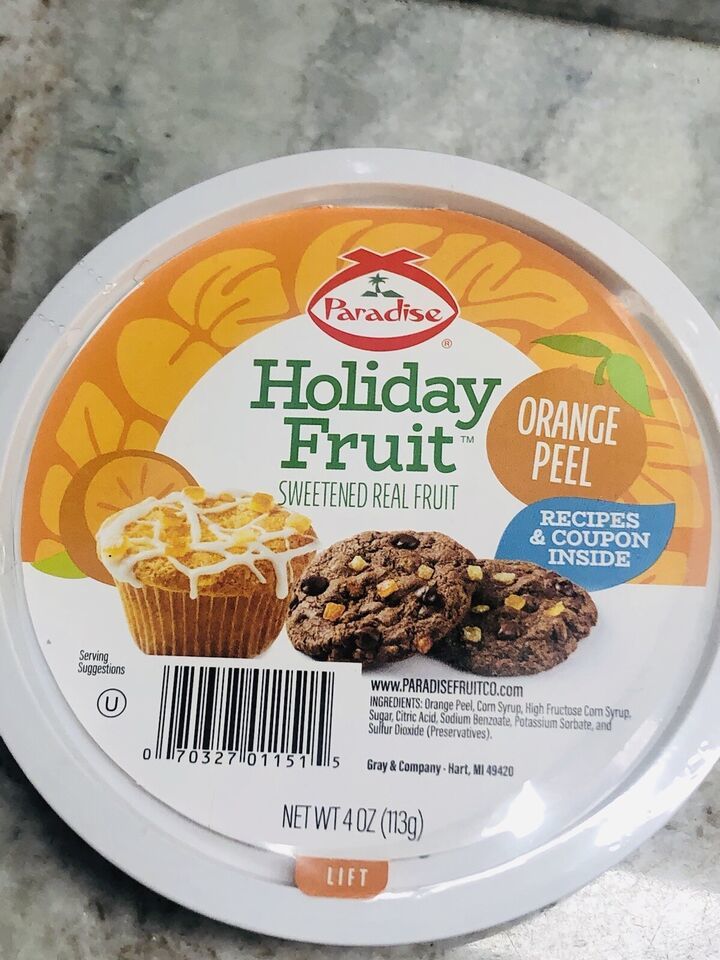 Paradise
®
Holiday
Fruit™
SWEETENED REAL FRUIT
ORANGE
PEEL
RECIPES
& COUPON
INSIDE
Serving
Suggestions
U
0 70327 01151 5
www.PARADISEFRUITCO.com
INGREDIENTS: Orange Peel, Corn Syrup, High Fructose Corn Syrup,
Sugar, Citric Acid, Sodium Benzoate, Potassium Sorbate, and
Sulfur Dioxide (Preservatives).
Gray & Company - Hart, MI 49420
NET WT 4 OZ (113g)
LIFT